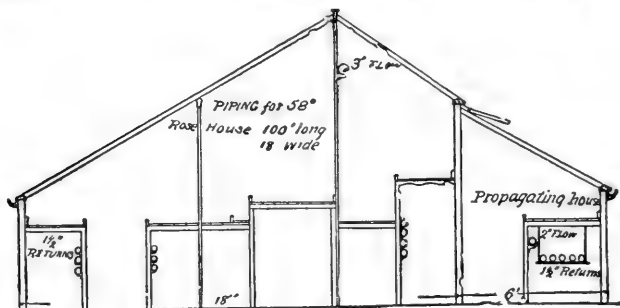 3" FLOW
PIPING for 58°
Rose House 100' long
18 Wide
Propagating house
1½"
RETURNS
2" FLOW
1½" Returns
18"
6'